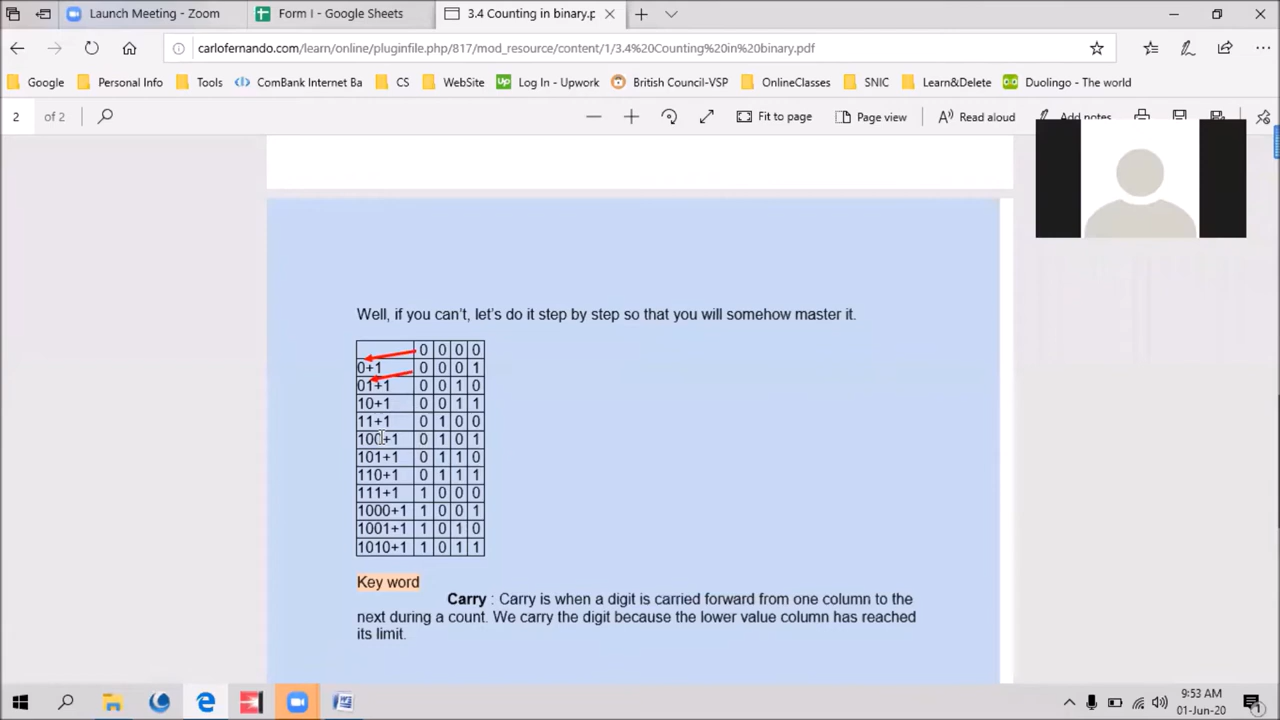 Launch Meeting - Zoom
Form I - Google Sheets
3.4 Counting in binary.p
carlofernando.com/learn/online/pluginfile.php/817/mod_resource/content/1/3.4%20Counting%20in%20binary.pdf
Google Personal Info Tools ComBank Internet Ba CS WebSite Log In - Upwork British Council-VSP OnlineClasses SNIC Learn&Delete Duolingo - The world
2 of 2 Fit to page Page view Read aloud Add notes
Well, if you can't, let's do it step by step so that you will somehow master it.
0 0 0 0
0+1 0 0 0 1
01+1 0 0 1 0
10+1 0 0 1 1
11+1 0 1 0 0
100+1 0 1 0 1
101+1 0 1 1 0
110+1 0 1 1 1
111+1 1 0 0 0
1000+1 1 0 0 1
1001+1 1 0 1 0
1010+1 1 0 1 1
Key word
Carry : Carry is when a digit is carried forward from one column to the
next during a count. We carry the digit because the lower value column has reached
its limit.
9:53 AM
01-Jun-20
1